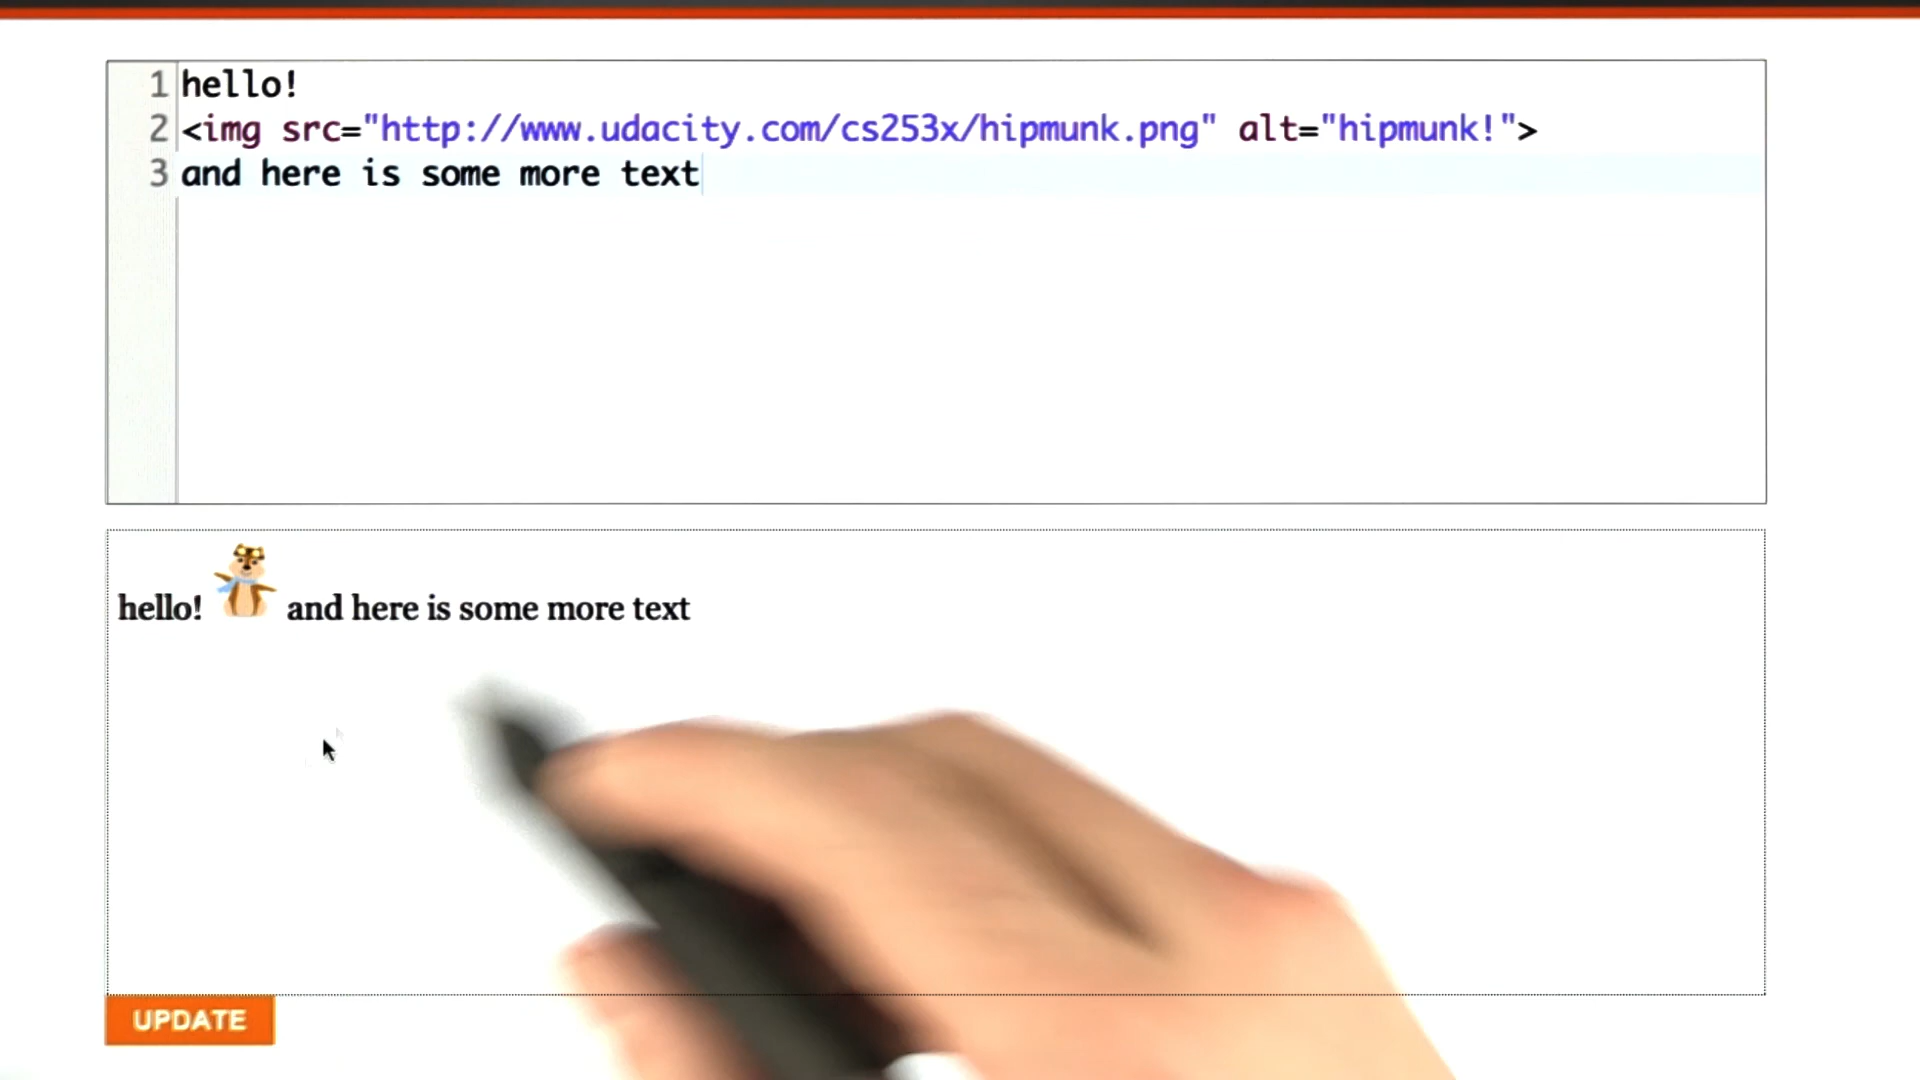 1 hello!
2 <img src="http://www.udacity.com/cs253x/hipmunk.png" alt="hipmunk!">
3 and here is some more text
hello! and here is some more text
UPDATE